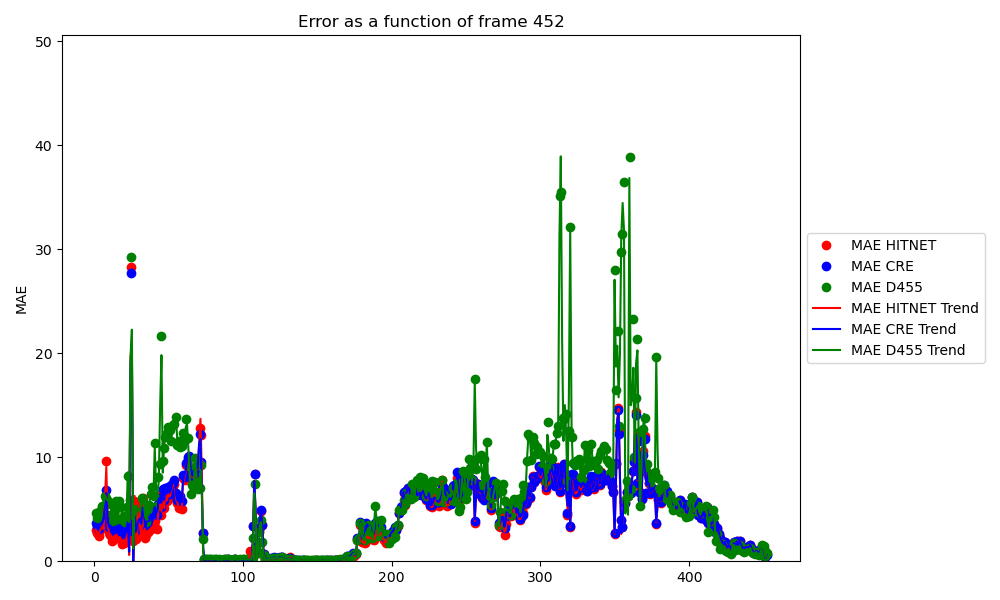 Error as a function of frame 452
50
40
30
20
10
0
MAE
0 100 200 300 400
MAE HITNET
MAE CRE
MAE D455
MAE HITNET Trend
MAE CRE Trend
MAE D455 Trend